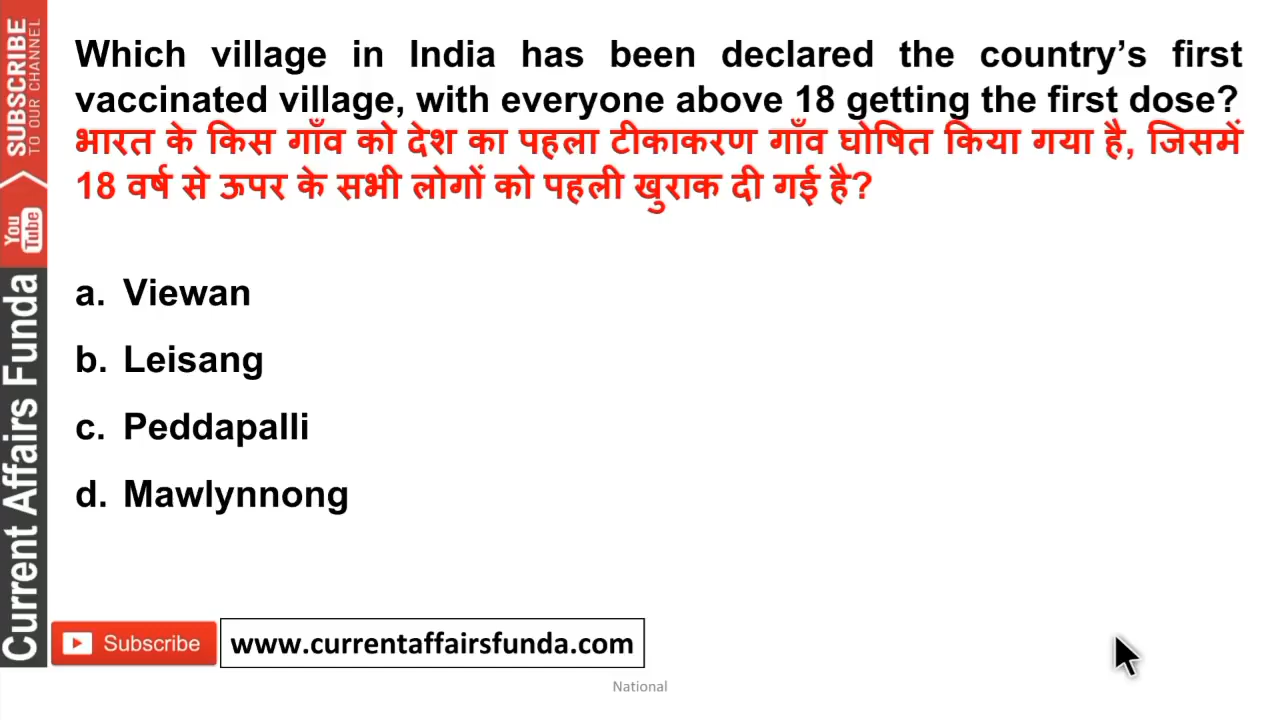 Which village in India has been declared the country's first
vaccinated village, with everyone above 18 getting the first dose?
भारत के किस गाँव को देश का पहला टीकाकरण गाँव घोषित किया गया है, जिसमें
18 वर्ष से ऊपर के सभी लोगों को पहली खुराक दी गई है?
a. Viewan
b. Leisang
c. Peddapalli
d. Mawlynnong
SUBSCRIBE
TO OUR CHANNEL
You
Tube
Current Affairs Funda
Subscribe
www.currentaffairsfunda.com
National